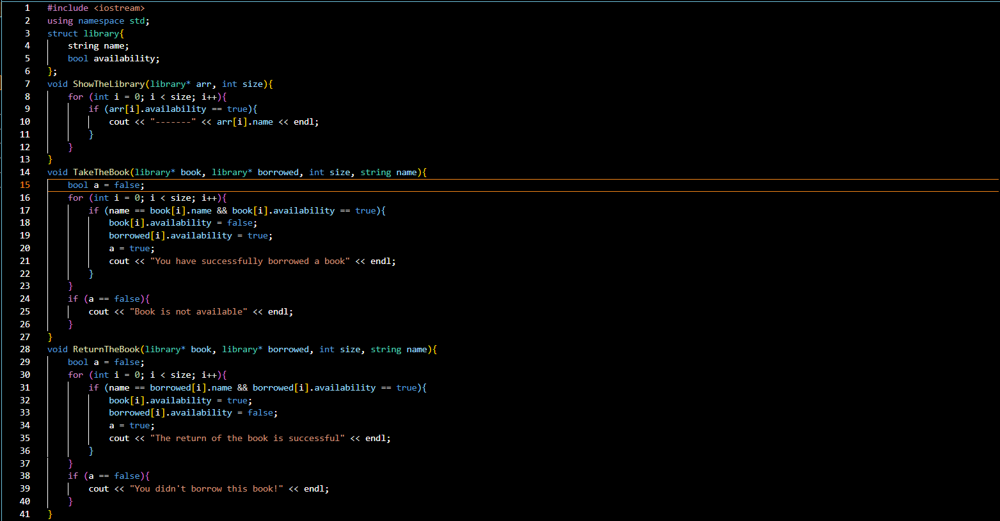 1 #include <iostream>
2 using namespace std;
3 struct library{
4     string name;
5     bool availability;
6 };
7 void ShowTheLibrary(library* arr, int size){
8     for (int i = 0; i < size; i++){
9         if (arr[i].availability == true){
10             cout << "-------" << arr[i].name << endl;
11         }
12     }
13 }
14 void TakeTheBook(library* book, library* borrowed, int size, string name){
15     bool a = false;
16     for (int i = 0; i < size; i++){
17         if (name == book[i].name && book[i].availability == true){
18             book[i].availability = false;
19             borrowed[i].availability = true;
20             a = true;
21             cout << "You have successfully borrowed a book" << endl;
22         }
23     }
24     if (a == false){
25         cout << "Book is not available" << endl;
26     }
27 }
28 void ReturnTheBook(library* book, library* borrowed, int size, string name){
29     bool a = false;
30     for (int i = 0; i < size; i++){
31         if (name == borrowed[i].name && borrowed[i].availability == true){
32             book[i].availability = true;
33             borrowed[i].availability = false;
34             a = true;
35             cout << "The return of the book is successful" << endl;
36         }
37     }
38     if (a == false){
39         cout << "You didn't borrow this book!" << endl;
40     }
41 }